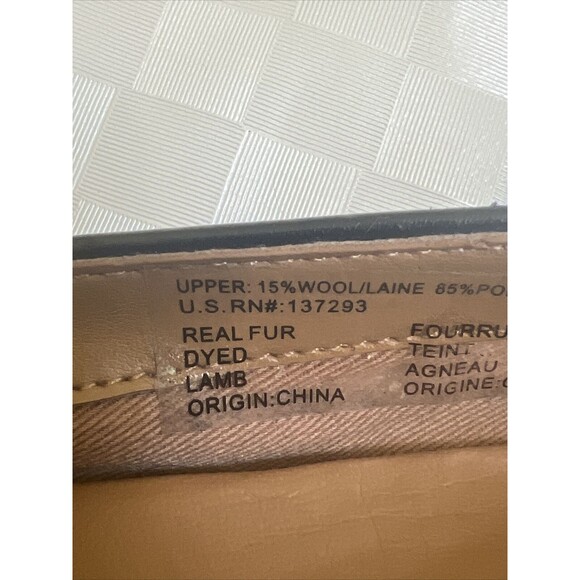 UPPER: 15%WOOL/LAINE 85%PO
U.S.RN#:137293
REAL FUR FOURRU
DYED TEINT
LAMB AGNEAU
ORIGIN:CHINA ORIGINE: